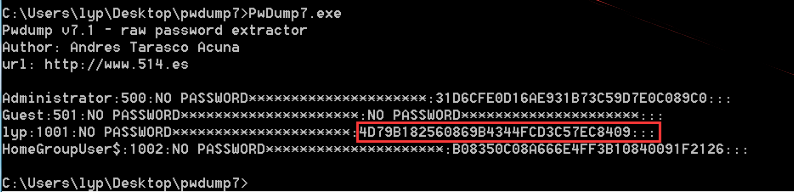 C:\Users\lyp\Desktop\pwdump7>PwDump7.exe
Pwdump v7.1 - raw password extractor
Author: Andres Tarasco Acuna
url: http://www.514.es
Administrator:500:NO PASSWORD*********************:31D6CFE0D16AE931B73C59D7E0C089C0:::
Guest:501:NO PASSWORD*********************:NO PASSWORD*********************:::
lyp:1001:NO PASSWORD*********************:4D79B182560869B4344FCD3C57EC8409:::
HomeGroupUser$:1002:NO PASSWORD*********************:B08350C08A666E4FF3B10840091F2126:::
C:\Users\lyp\Desktop\pwdump7>